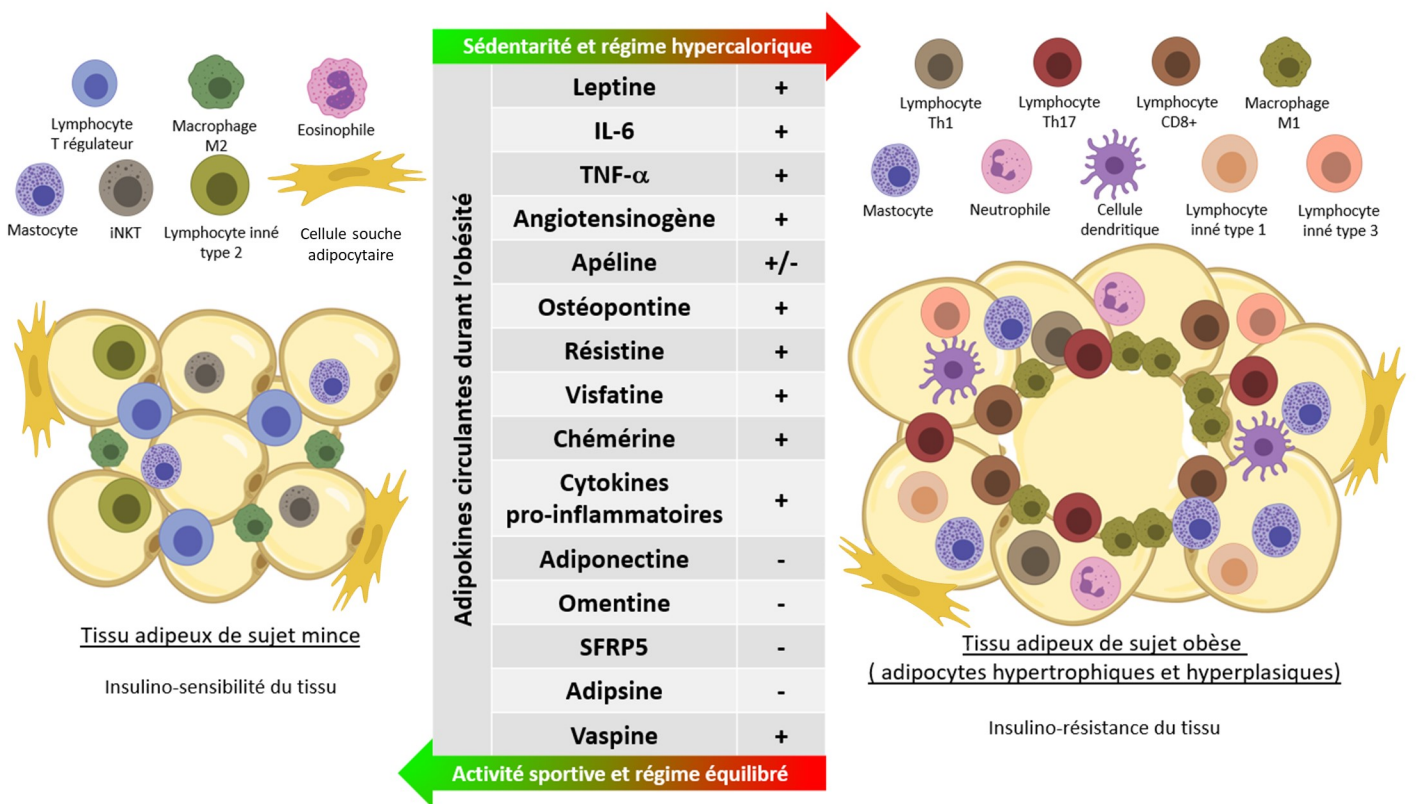 Sédentarité et régime hypercalorique
Lymphocyte
T régulateur
Macrophage
M2
Eosinophile
Mastocyte
iNKT
Lymphocyte inné
type 2
Cellule souche
adipocytaire
Tissu adipeux de sujet mince
Insulino-sensibilité du tissu
Adipokines circulantes durant l'obésité
Leptine +
IL-6 +
TNF-α +
Angiotensinogène +
Apéline +/-
Ostéopontine +
Résistine +
Visfatine +
Chémérine +
Cytokines
pro-inflammatoires +
Adiponectine -
Omentine -
SFRP5 -
Adipsine -
Vaspine +
Activité sportive et régime équilibré
Lymphocyte
Th1
Lymphocyte
Th17
Lymphocyte
CD8+
Macrophage
M1
Mastocyte
Neutrophile
Cellule
dendritique
Lymphocyte
inné type 1
Lymphocyte
inné type 3
Tissu adipeux de sujet obèse
( adipocytes hypertrophiques et hyperplasiques)
Insulino-résistance du tissu